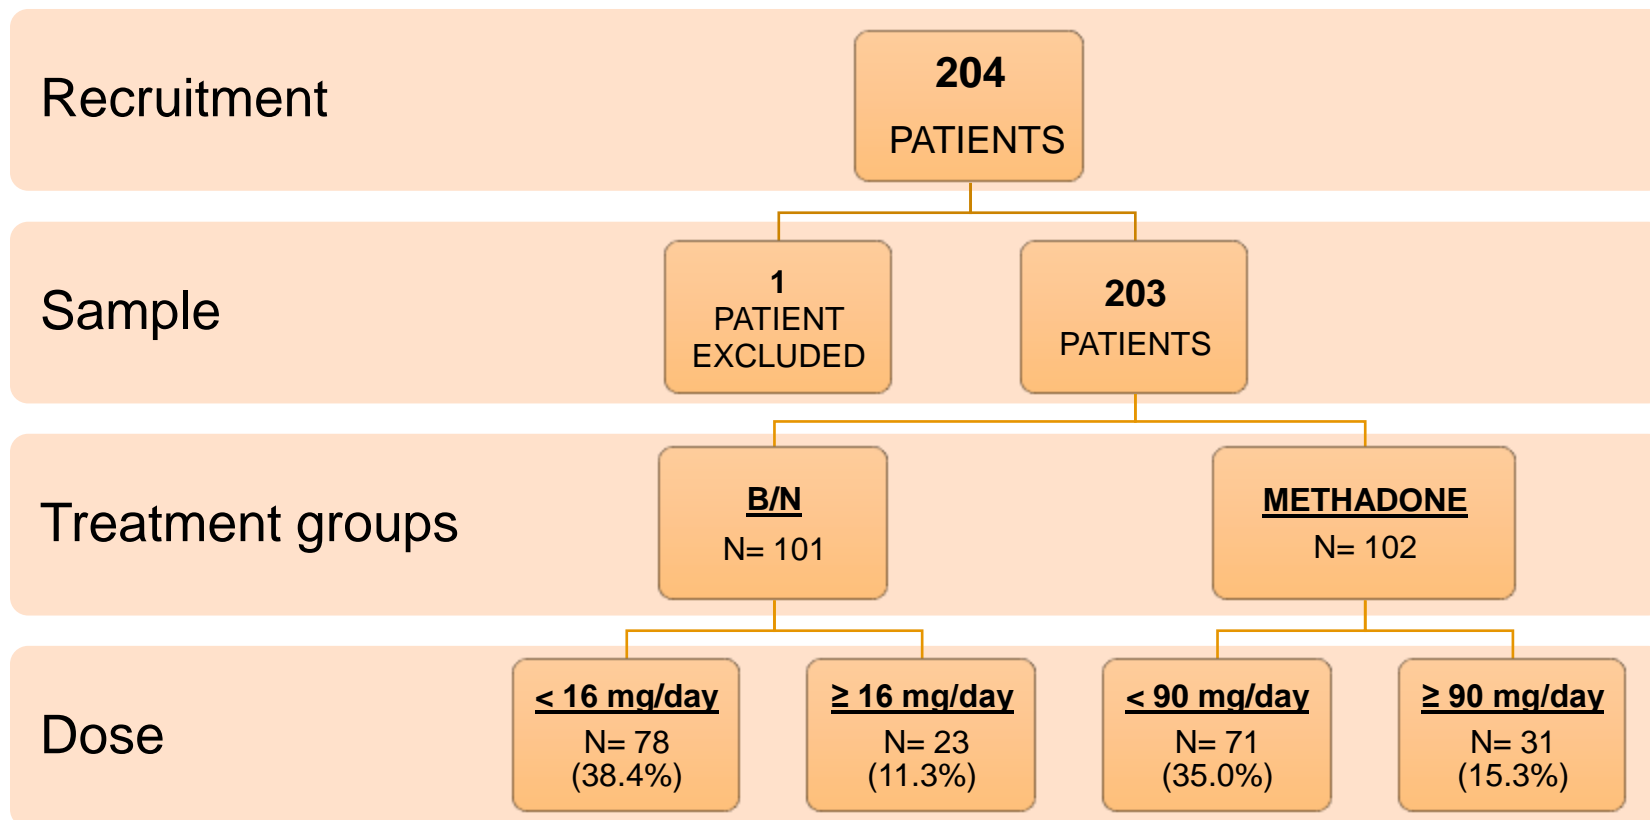 Recruitment
204
PATIENTS
Sample
1
PATIENT
EXCLUDED
203
PATIENTS
Treatment groups
B/N
N= 101
METHADONE
N= 102
Dose
< 16 mg/day
N= 78
(38.4%)
≥ 16 mg/day
N= 23
(11.3%)
< 90 mg/day
N= 71
(35.0%)
≥ 90 mg/day
N= 31
(15.3%)